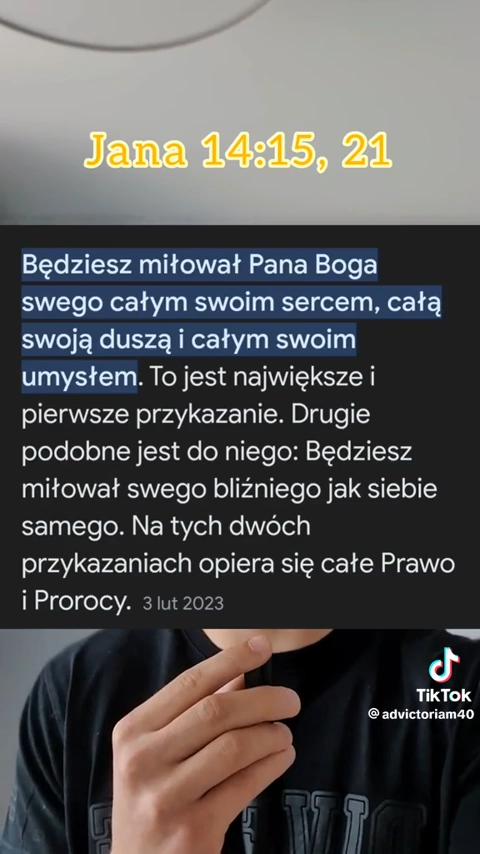 Jana 14:15, 21
Będziesz miłował Pana Boga
swego całym swoim sercem, całą
swoją duszą i całym swoim
umysłem. To jest największe i
pierwsze przykazanie. Drugie
podobne jest do niego: Będziesz
miłował swego bliźniego jak siebie
samego. Na tych dwóch
przykazaniach opiera się całe Prawo
i Prorocy. 3 lut 2023
TikTok
@advictoriam40